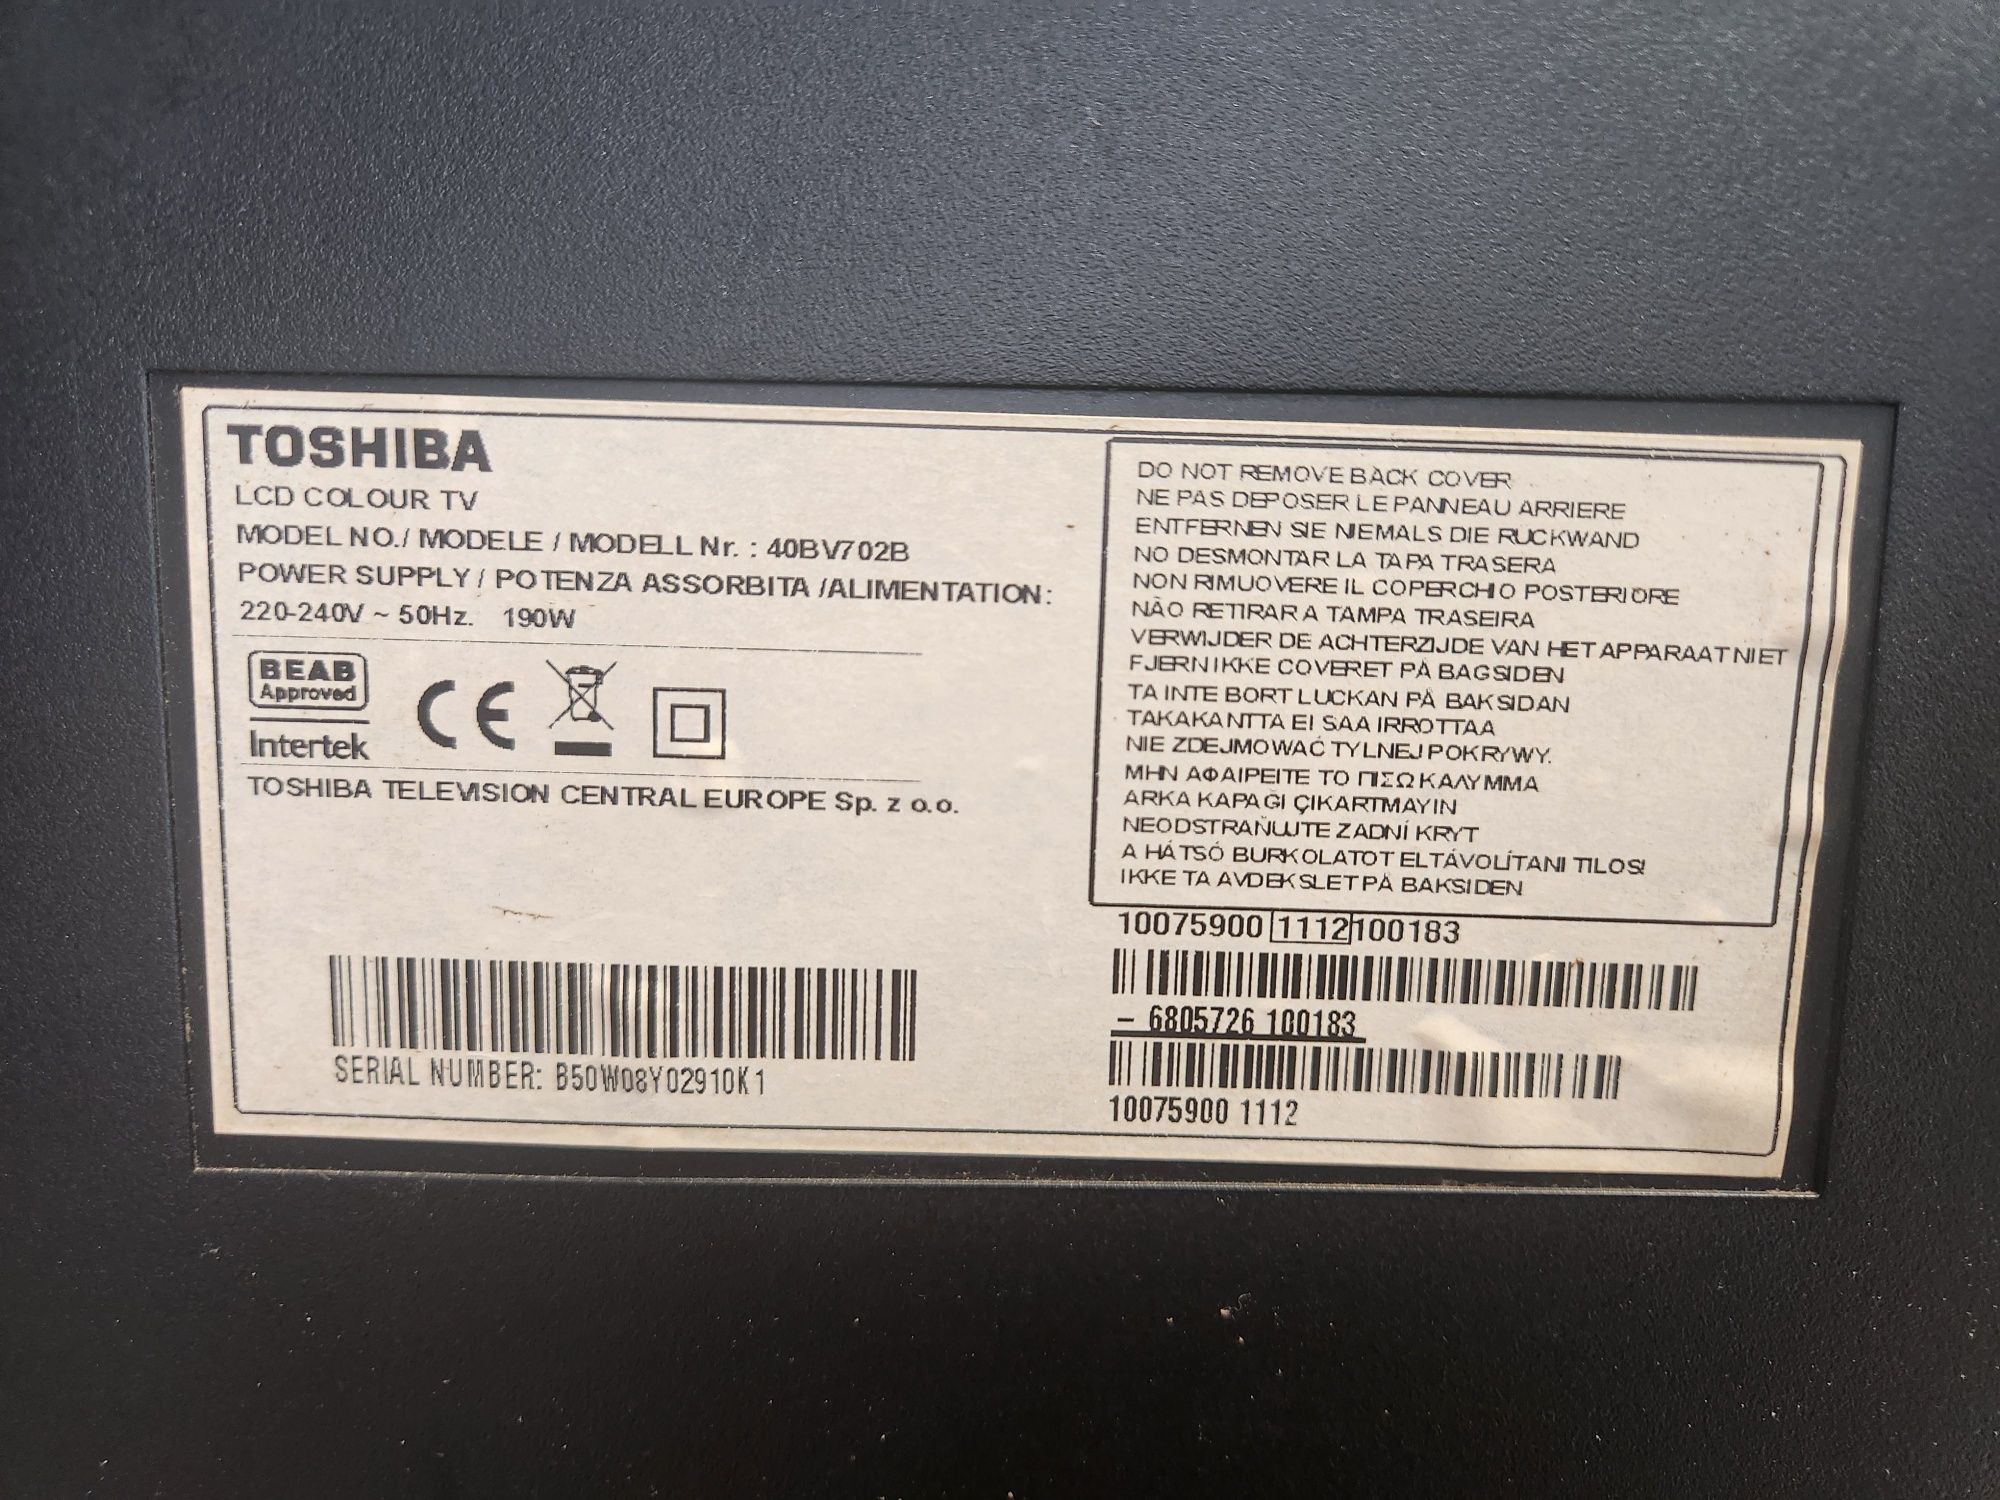 TOSHIBA
LCD COLOUR TV
MODEL NO./ MODELE / MODELL Nr. : 40BV702B
POWER SUPPLY / POTENZA ASSORBITA /ALIMENTATION:
220-240V ~ 50Hz. 190W
BEAB
Approved
Intertek
CE
TOSHIBA TELEVISION CENTRAL EUROPE Sp. z o.o.
SERIAL NUMBER: B50W08Y02910K1
DO NOT REMOVE BACK COVER
NE PAS DEPOSER LE PANNEAU ARRIERE
ENTFERNEN SIE NIEMALS DIE RUCKWAND
NO DESMONTAR LA TAPA TRASERA
NON RIMUOVERE IL COPERCHIO POSTERIORE
NÃO RETIRAR A TAMPA TRASEIRA
VERWIJDER DE ACHTERZIJDE VAN HET APPARAAT NIET
FJERN IKKE COVERET PÅ BAGSIDEN
TA INTE BORT LUCKAN PÅ BAKSIDAN
TAKAKANTTA EI SAA IRROTTAA
NIE ZDEJMOWAĆ TYLNEJ POKRYWY.
ΜΗΝ ΑΦΑΙΡΕΙΤΕ ΤΟ ΠΙΣΩ ΚΑΛΥΜΜΑ
ARKA KAPAĞI ÇIKARTMAYIN
NEODSTRAŇUJTE ZADNÍ KRYT
A HÁTSÓ BURKOLATOT ELTÁVOLÍTANI TILOS!
IKKE TA AVDEKSLET PÅ BAKSIDEN
10075900 1112 100183
- 6805726 100183
10075900 1112